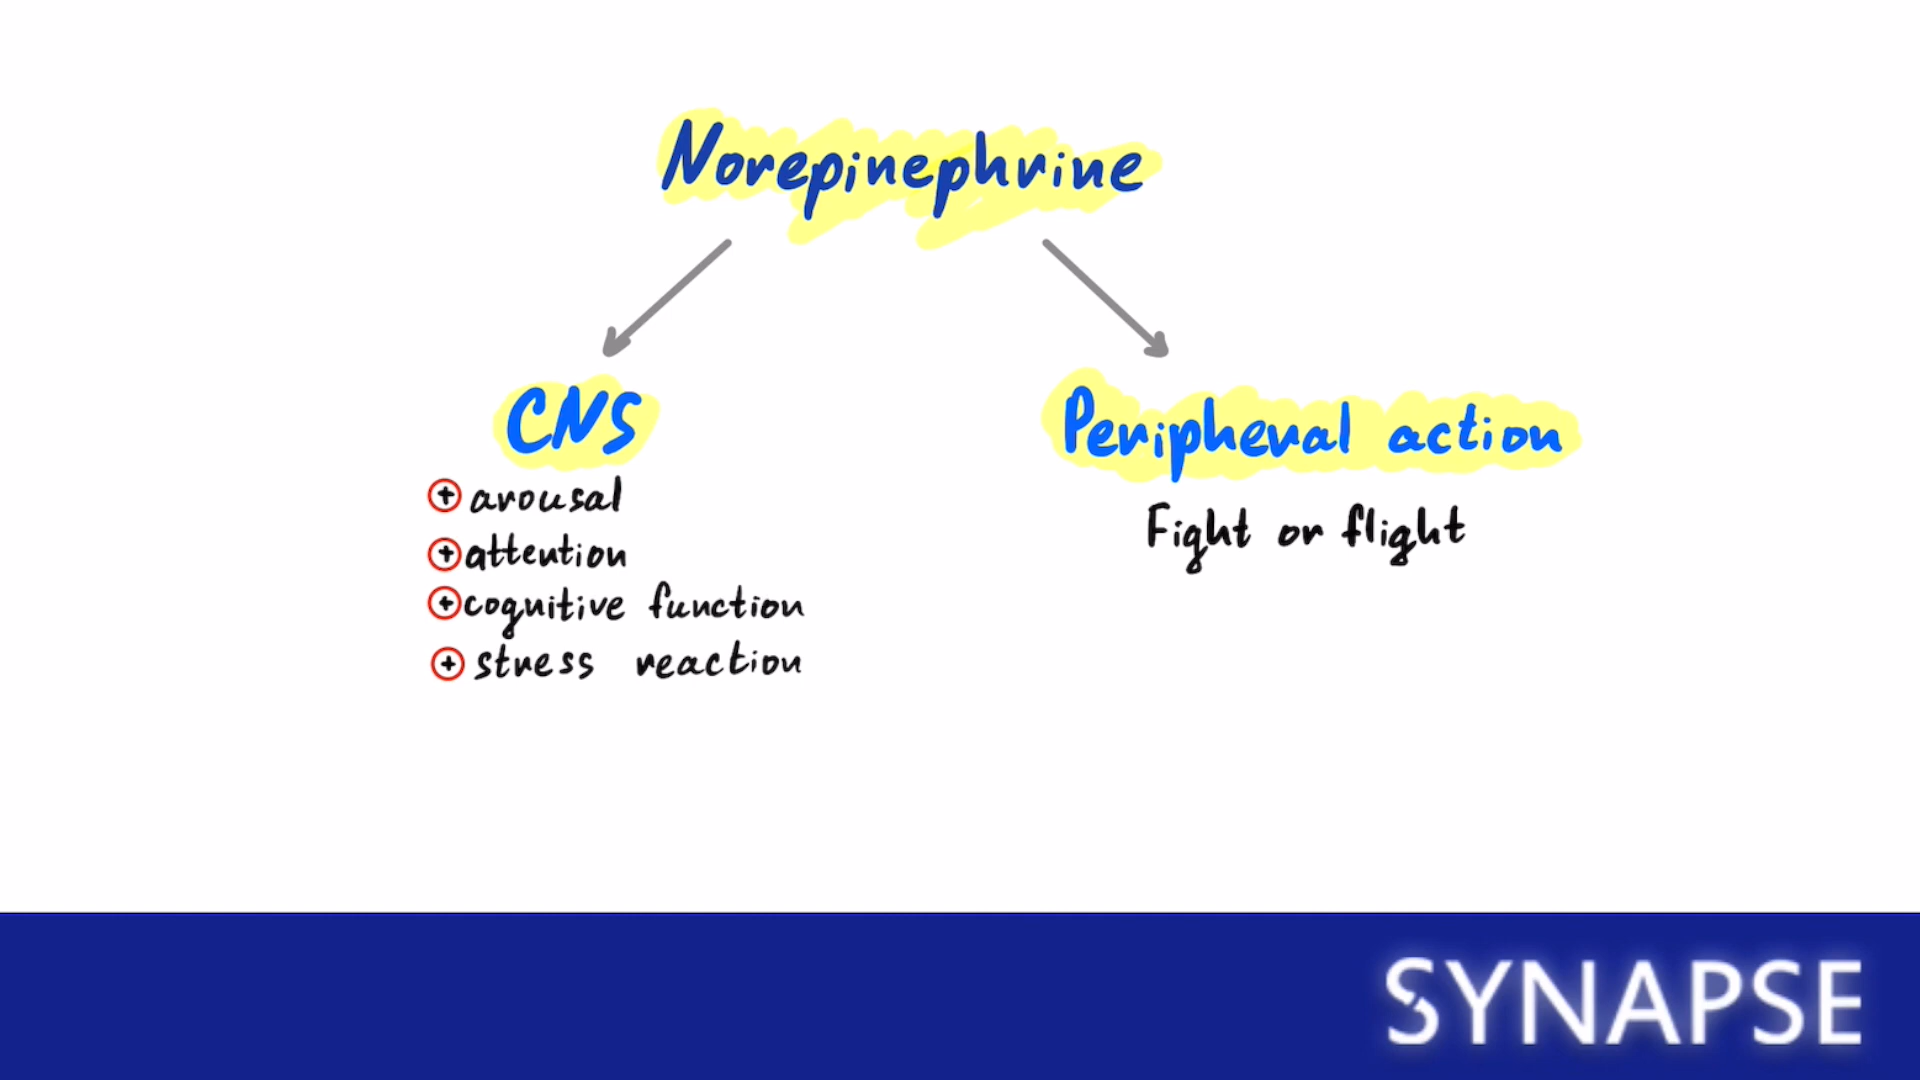 Norepinephrine
CNS
⊕ arousal
⊕ attention
⊕ cognitive function
⊕ stress reaction
Peripheral action
Fight or flight
SYNAPSE